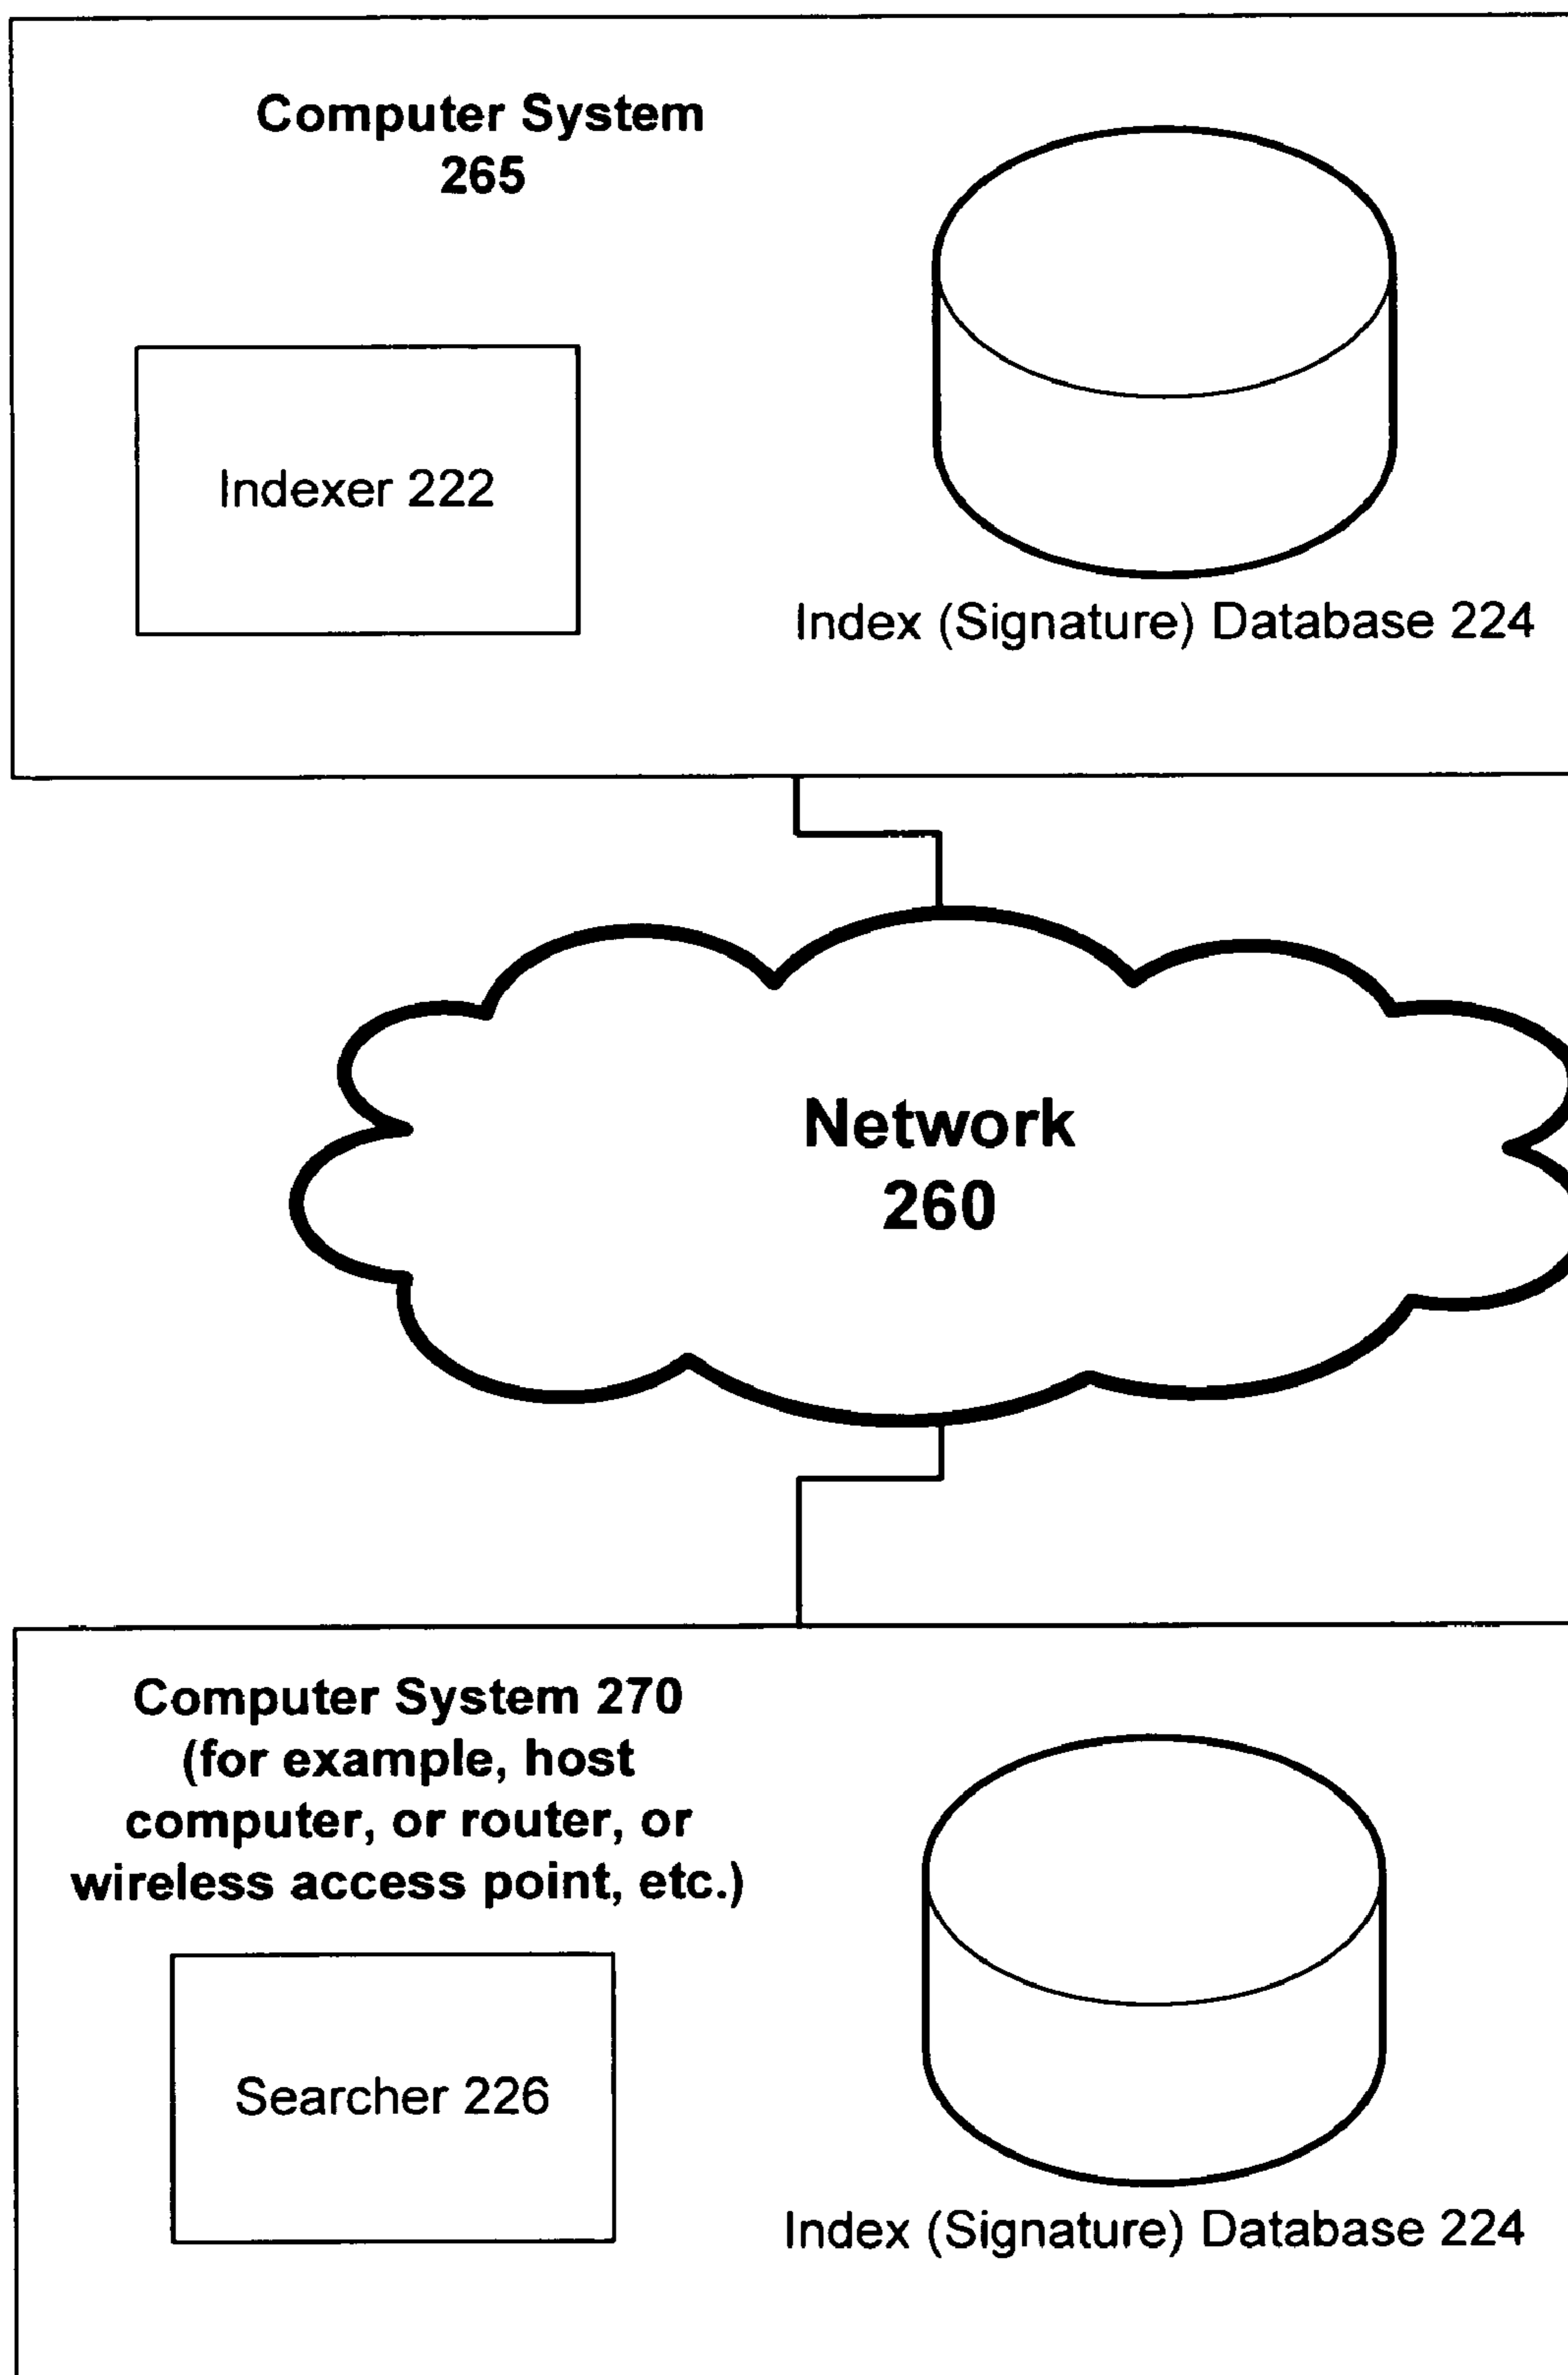 Computer System
265
Indexer 222
Index (Signature) Database 224
Network
260
Computer System 270
(for example, host
computer, or router, or
wireless access point, etc.)
Searcher 226
Index (Signature) Database 224